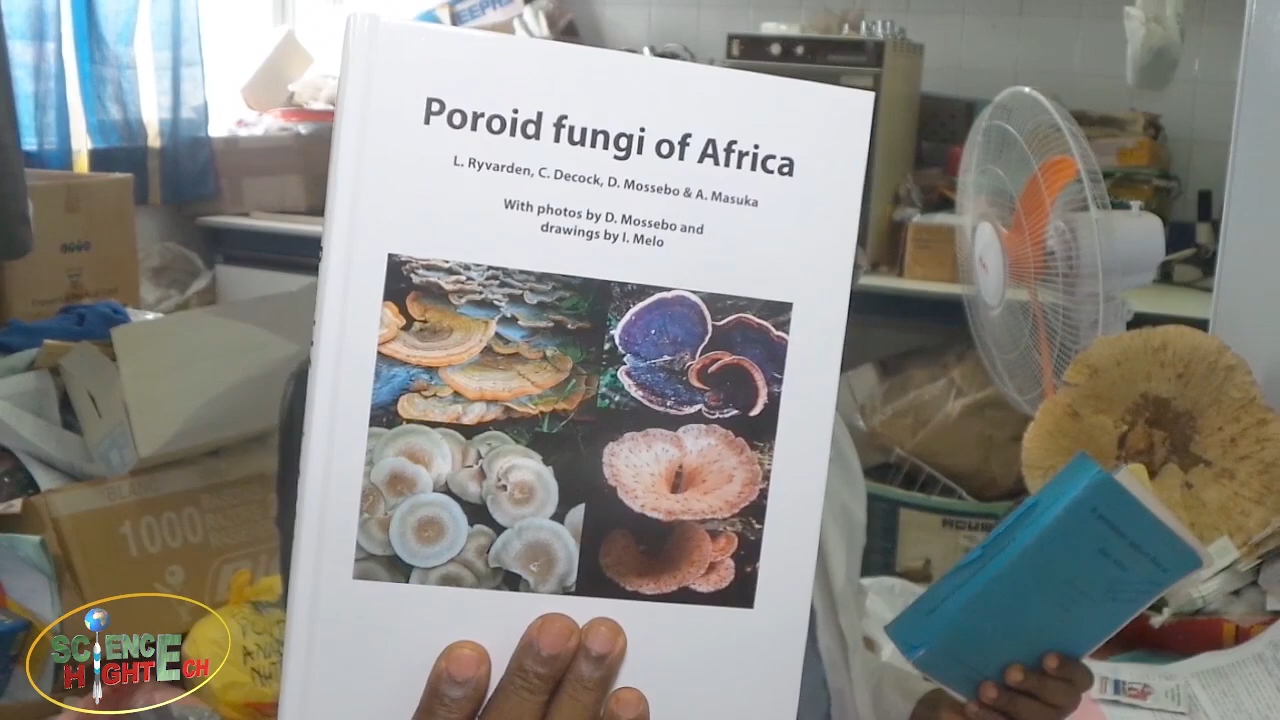 Poroid fungi of Africa
L. Ryvarden, C. Decock, D. Mossebo & A. Masuka
With photos by D. Mossebo and
drawings by I. Melo
1000
SCIENCE
HIGHTECH